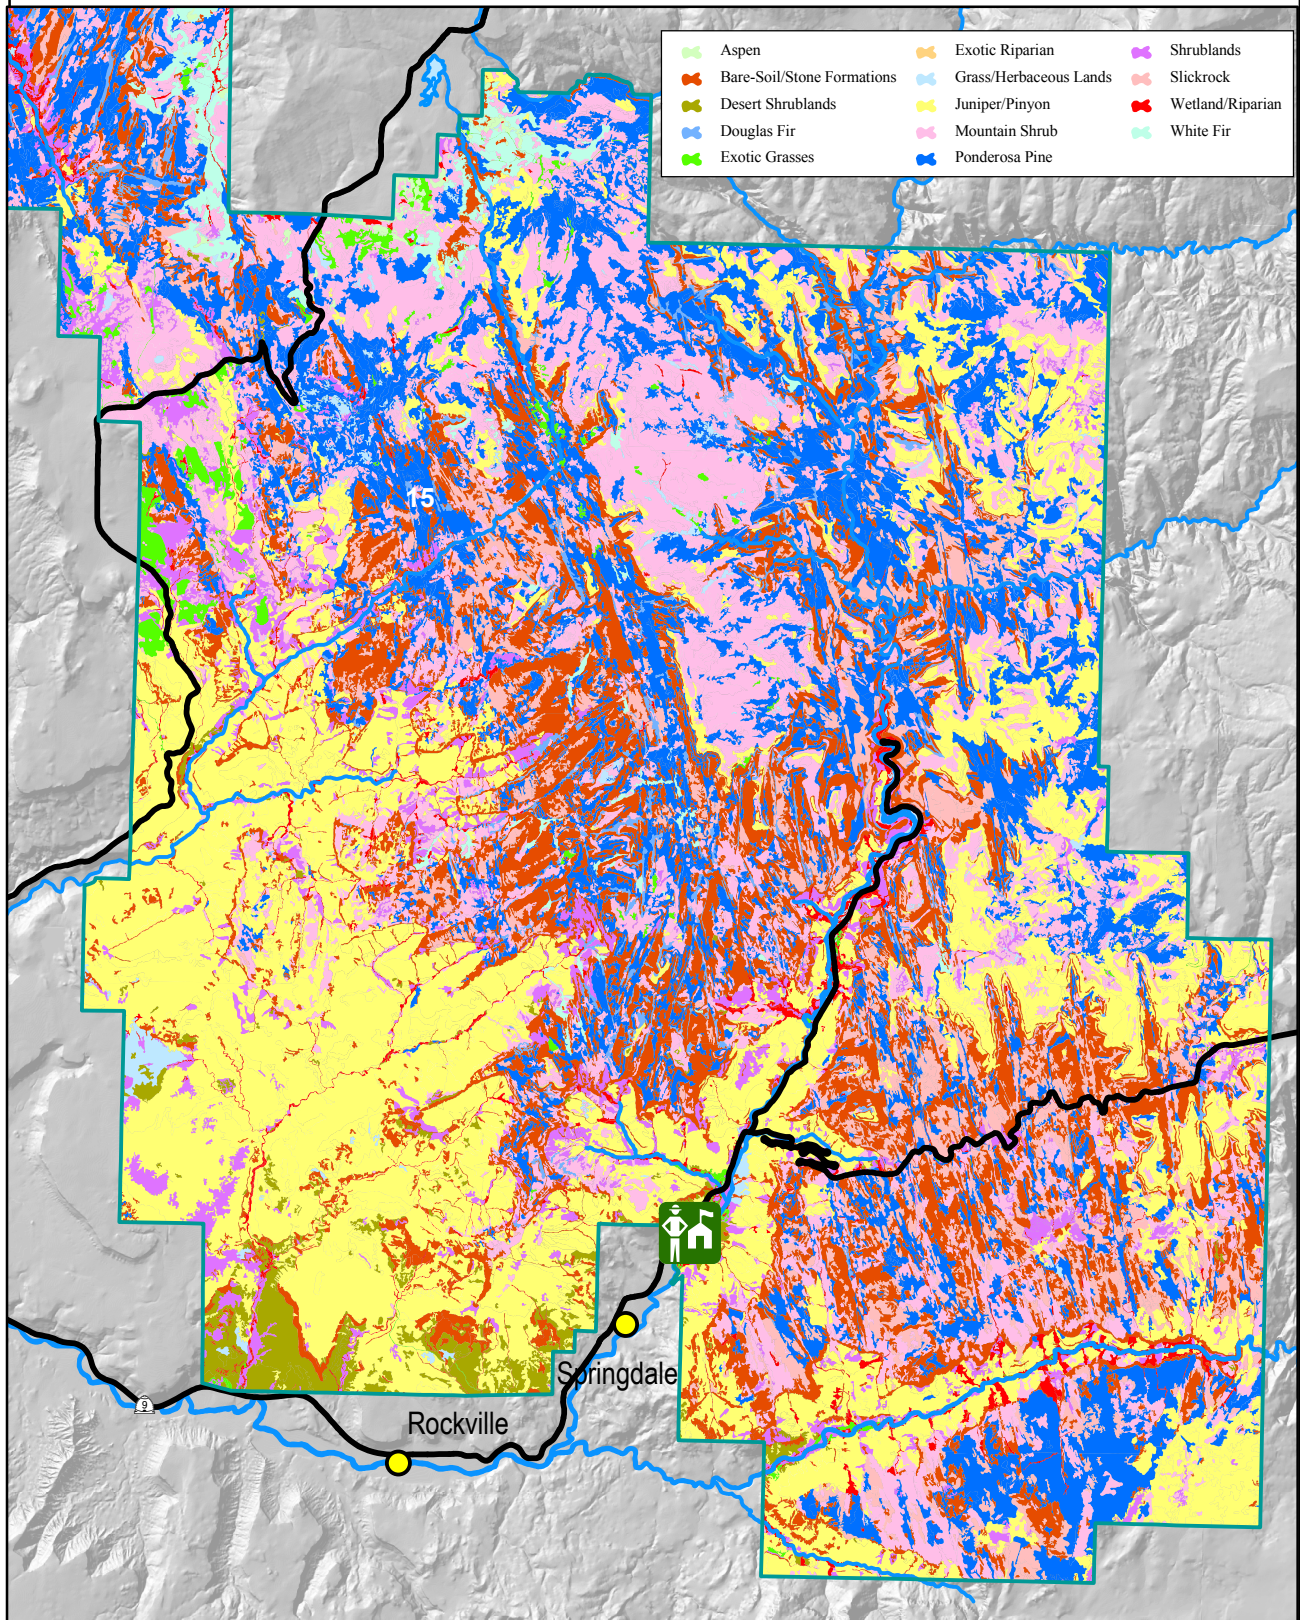 Aspen
Bare-Soil/Stone Formations
Desert Shrublands
Douglas Fir
Exotic Grasses
Exotic Riparian
Grass/Herbaceous Lands
Juniper/Pinyon
Mountain Shrub
Ponderosa Pine
Shrublands
Slickrock
Wetland/Riparian
White Fir
15
Springdale
9
Rockville